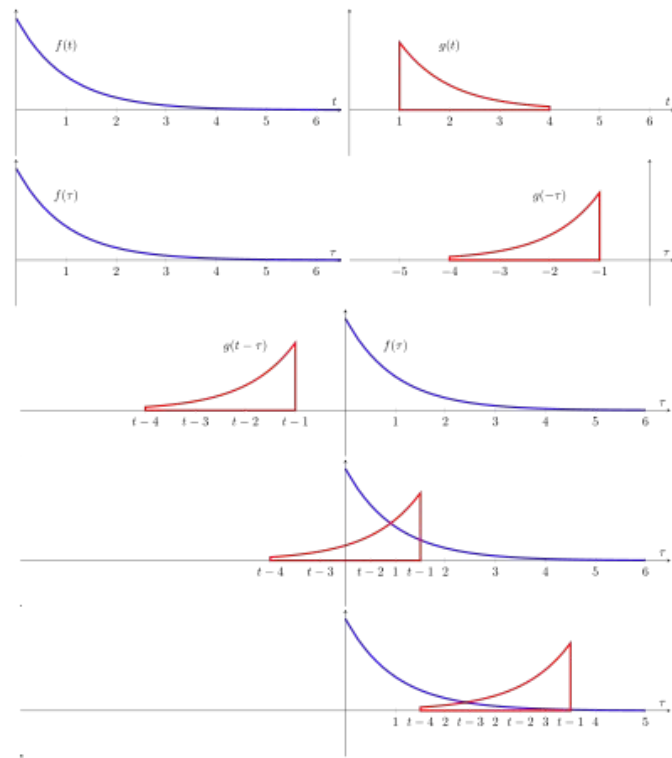 f(t) g(t)
t t
1 2 3 4 5 6 1 2 3 4 5 6
f(τ) g(−τ)
τ τ
1 2 3 4 5 6 −5 −4 −3 −2 −1
g(t − τ) f(τ)
τ
t − 4 t − 3 t − 2 t − 1 1 2 3 4 5 6
τ
t − 4 t − 3 t − 2 1 t − 1 2 3 4 5 6
τ
1 t − 4 2 t − 3 2 t − 2 3 t − 1 4 5